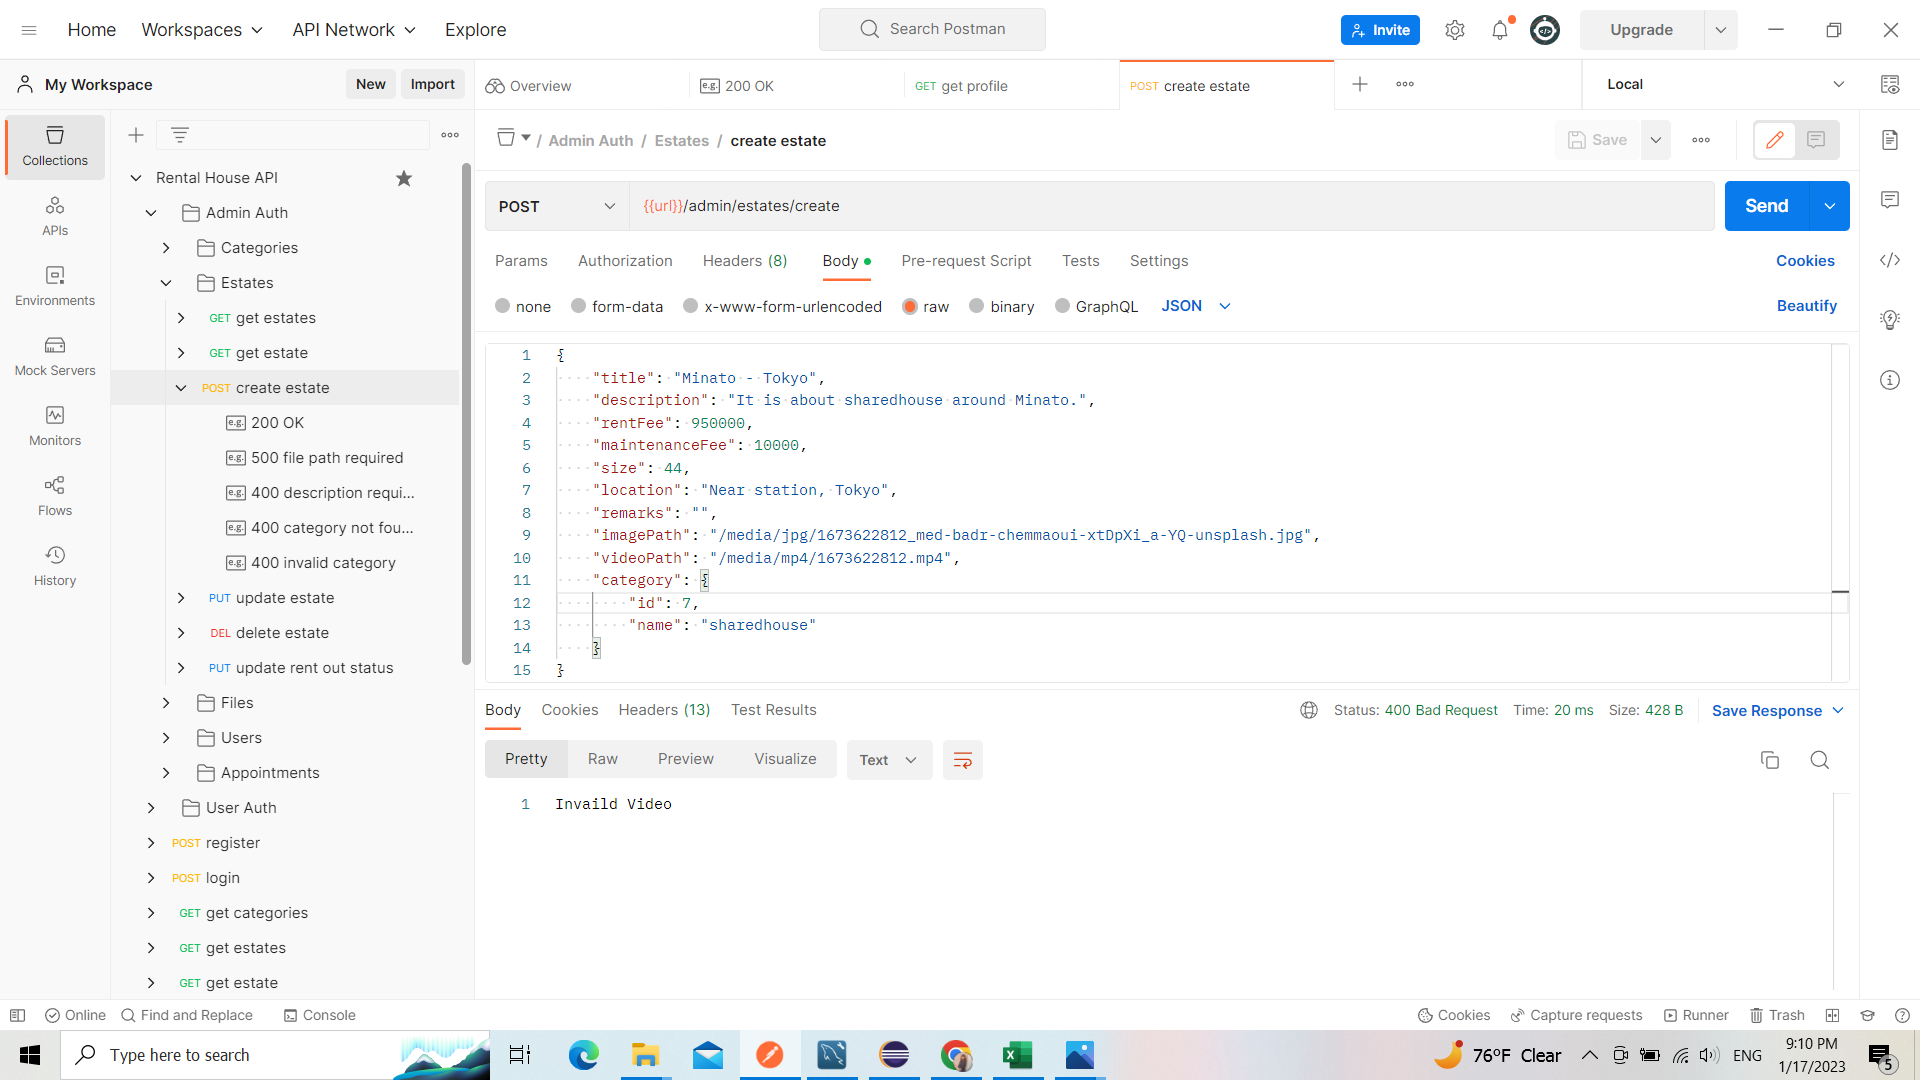 Home
Workspaces
API Network
Explore
Search Postman
Invite
Upgrade
My Workspace
New
Import
Overview
e.g. 200 OK
GET get profile
POST create estate
Local
Collections
APIs
Environments
Mock Servers
Monitors
Flows
History
Rental House API
Admin Auth
Categories
Estates
GET get estates
GET get estate
POST create estate
e.g. 200 OK
e.g. 500 file path required
e.g. 400 description requi...
e.g. 400 category not fou...
e.g. 400 invalid category
PUT update estate
DEL delete estate
PUT update rent out status
Files
Users
Appointments
User Auth
POST register
POST login
GET get categories
GET get estates
GET get estate
/ Admin Auth / Estates / create estate
Save
POST
{{url}}/admin/estates/create
Send
Params
Authorization
Headers (8)
Body
Pre-request Script
Tests
Settings
Cookies
none
form-data
x-www-form-urlencoded
raw
binary
GraphQL
JSON
Beautify
1 {
2 "title": "Minato - Tokyo",
3 "description": "It is about sharedhouse around Minato.",
4 "rentFee": 950000,
5 "maintenanceFee": 10000,
6 "size": 44,
7 "location": "Near station, Tokyo",
8 "remarks": "",
9 "imagePath": "/media/jpg/1673622812_med-badr-chemmaoui-xtDpXi_a-YQ-unsplash.jpg",
10 "videoPath": "/media/mp4/1673622812.mp4",
11 "category": {
12 "id": 7,
13 "name": "sharedhouse"
14 }
15 }
Body
Cookies
Headers (13)
Test Results
Status: 400 Bad Request
Time: 20 ms
Size: 428 B
Save Response
Pretty
Raw
Preview
Visualize
Text
1 Invaild Video
Online
Find and Replace
Console
Cookies
Capture requests
Runner
Trash
Type here to search
76°F Clear
ENG
9:10 PM
1/17/2023
5